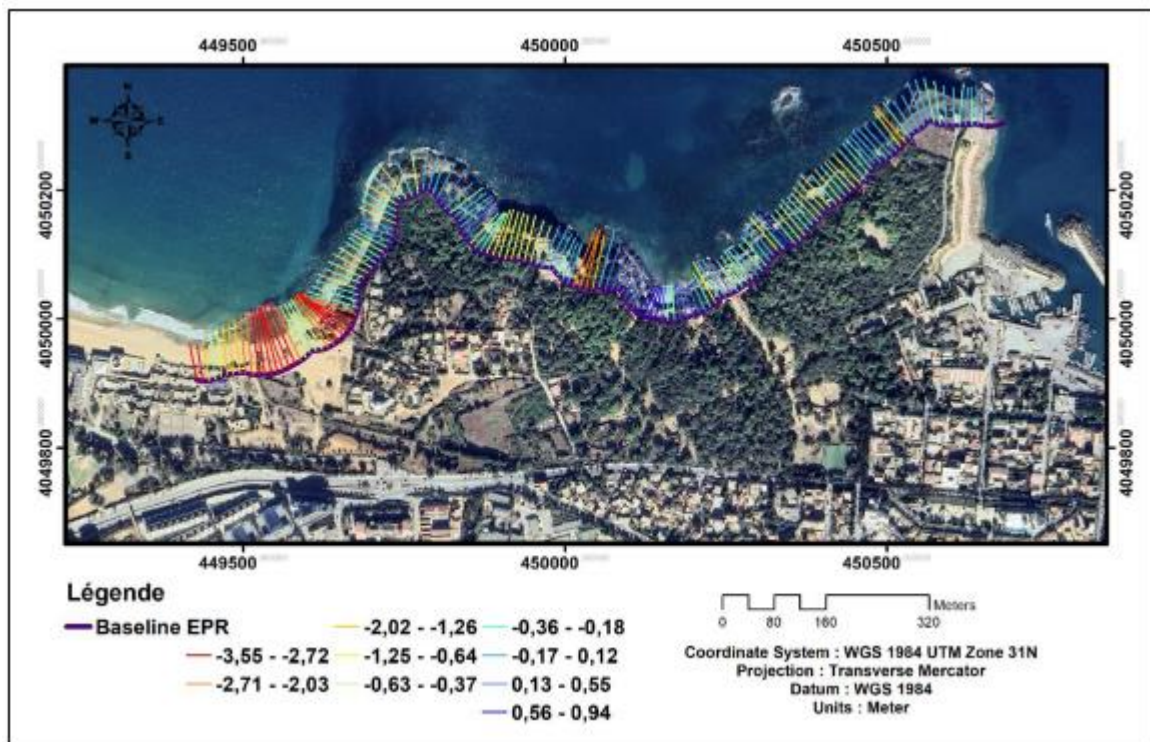 449500 450000 450500
N
W E
S
4050200 4050200
4050000 4050000
4049800 4049800
449500 450000 450500
Légende
Baseline EPR
-3,55 - -2,72
-2,71 - -2,03
-2,02 - -1,26
-1,25 - -0,64
-0,63 - -0,37
-0,36 - -0,18
-0,17 - 0,12
0,13 - 0,55
0,56 - 0,94
Meters
0 80 160 320
Coordinate System : WGS 1984 UTM Zone 31N
Projection : Transverse Mercator
Datum : WGS 1984
Units : Meter